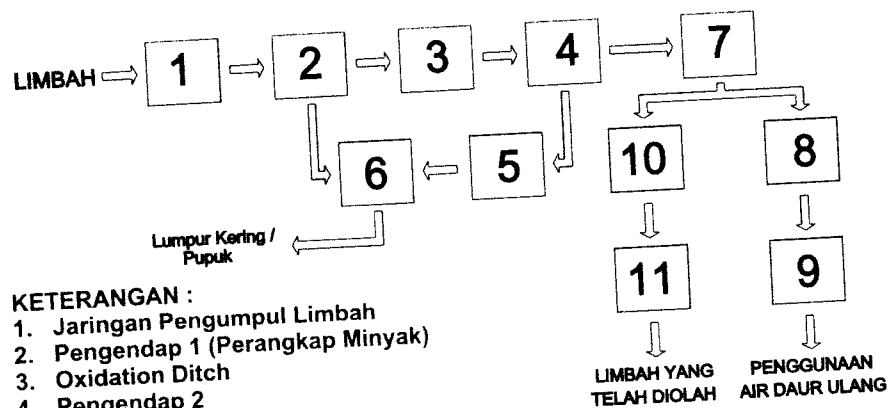 LIMBAH
1
2
3
4
7
6
5
10
8
Lumpur Kering /
Pupuk
11
9
KETERANGAN :
1. Jaringan Pengumpul Limbah
2. Pengendap 1 (Perangkap Minyak)
3. Oxidation Ditch
4. Pengendap 2
LIMBAH YANG
TELAH DIOLAH
PENGGUNAAN
AIR DAUR ULANG